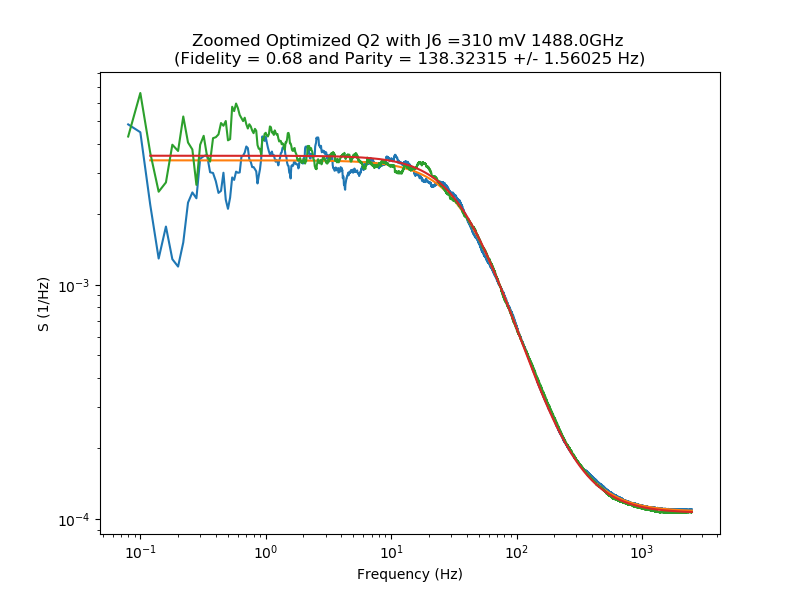 Zoomed Optimized Q2 with J6 =310 mV 1488.0GHz
(Fidelity = 0.68 and Parity = 138.32315 +/- 1.56025 Hz)
S (1/Hz)
10⁻³
10⁻⁴
10⁻¹ 10⁰ 10¹ 10² 10³
Frequency (Hz)